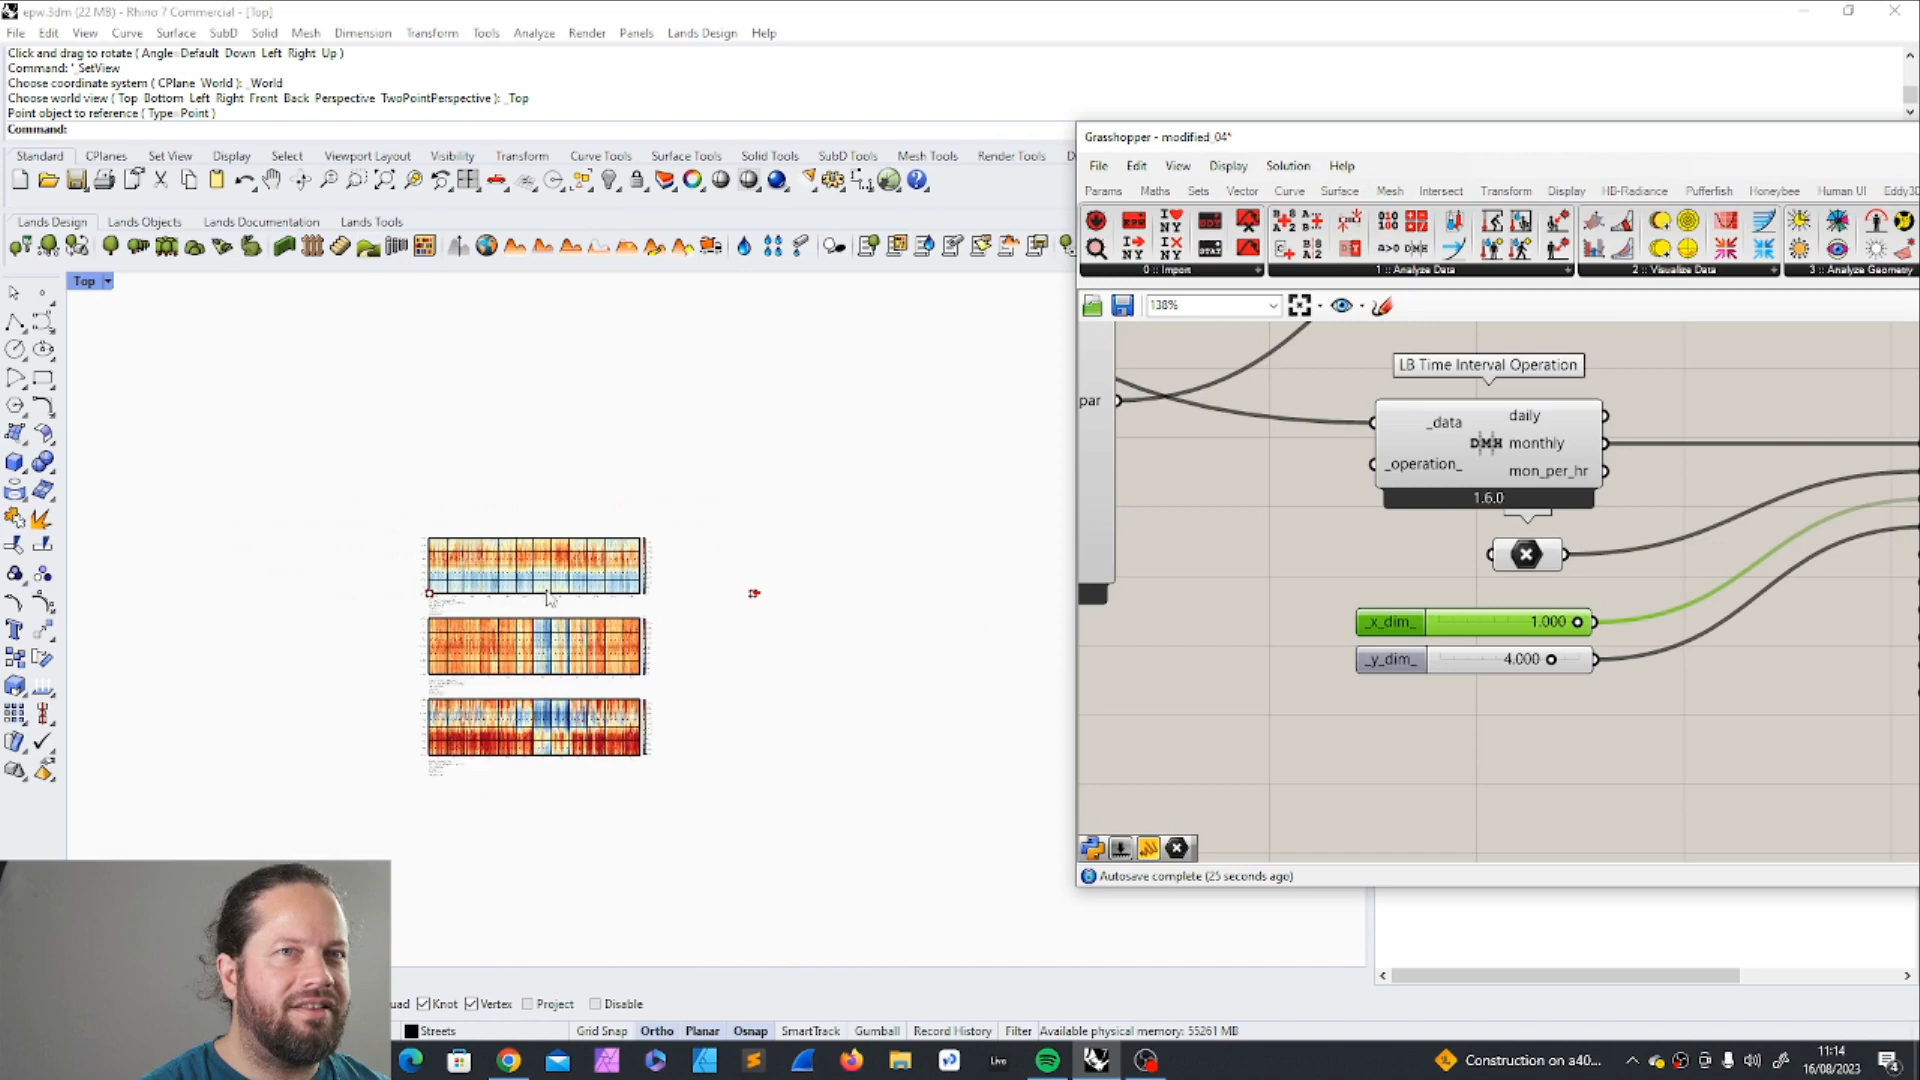 epw.3dm (22 MB) - Rhino 7 Commercial - [Top]
File Edit View Curve Surface SubD Solid Mesh Dimension Transform Tools Analyze Render Panels Lands Design Help
Click and drag to rotate ( Angle=Default Down Left Right Up )
Command: '_SetView
Choose coordinate system ( CPlane World ): _World
Choose world view ( Top Bottom Left Right Front Back Perspective TwoPointPerspective ): _Top
Point object to reference ( Type=Point )
Command:
Standard CPlanes Set View Display Select Viewport Layout Visibility Transform Curve Tools Surface Tools Solid Tools SubD Tools Mesh Tools Render Tools D
Lands Design Lands Objects Lands Documentation Lands Tools
Top
Grasshopper - modified_04*
File Edit View Display Solution Help
Params Maths Sets Vector Curve Surface Mesh Intersect Transform Display HB-Radiance Pufferfish Honeybee Human UI Eddy3D
0 :: Import
1 :: Analyze Data
2 :: Visualize Data
3 :: Analyze Geometry
138%
LB Time Interval Operation
par
_data
_operation_
DMH
daily
monthly
mon_per_hr
1.6.0
_x_dim_ 1.000
_y_dim_ 4.000
Autosave complete (25 seconds ago)
uad Knot Vertex Project Disable
Streets
Grid Snap Ortho Planar Osnap SmartTrack Gumball Record History Filter Available physical memory: 55261 MB
Live
Construction on a40...
11:14
16/08/2023
4